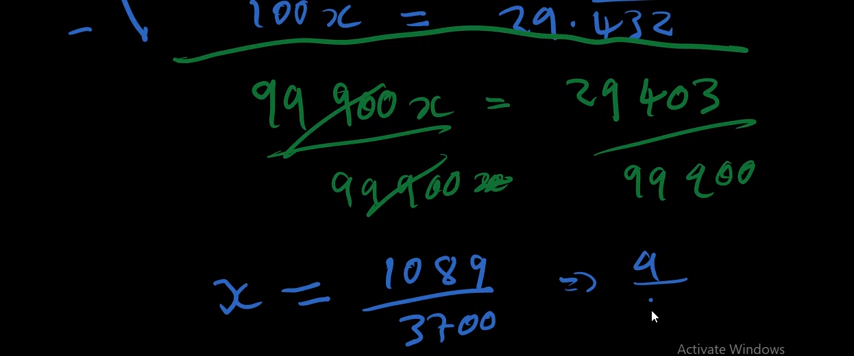 - 100x = 29.432
99900x = 29403
99900 99900
x = 1089/3700 => 9
Activate Windows